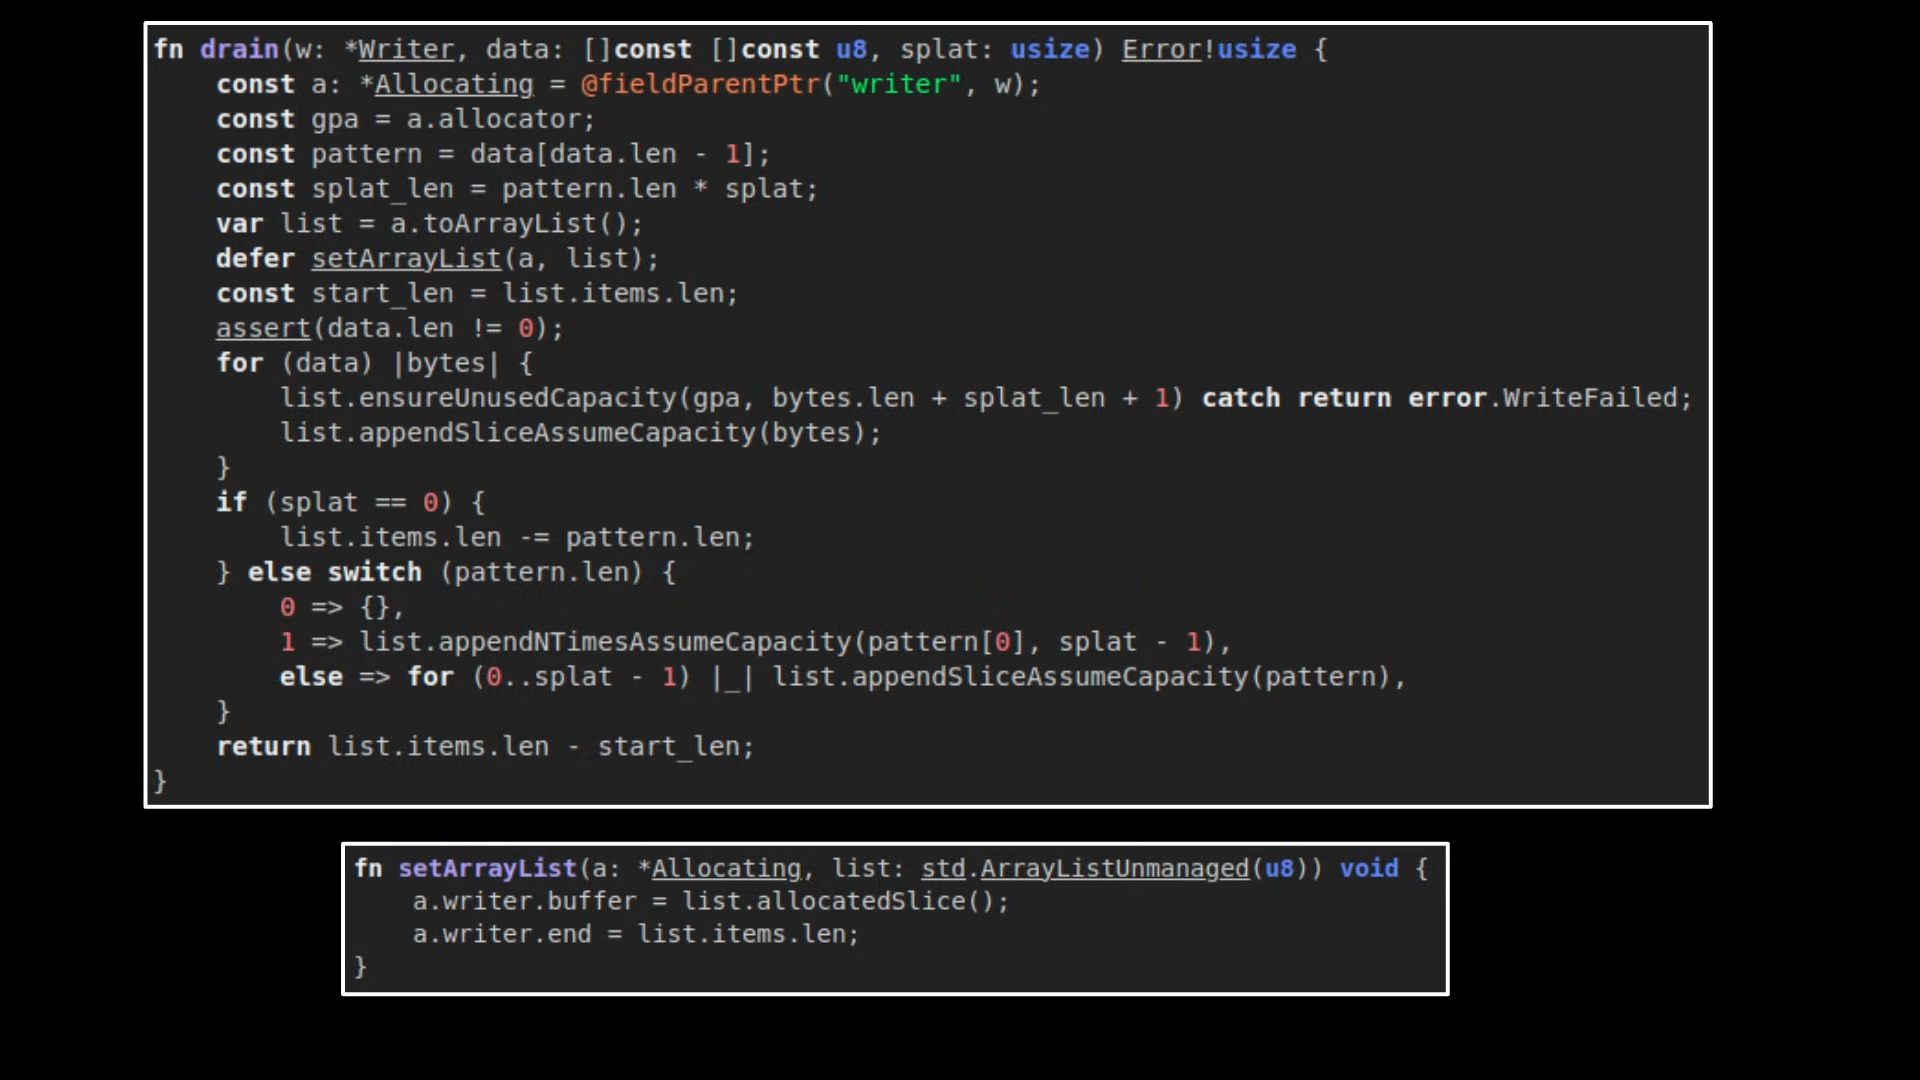 fn drain(w: *Writer, data: []const []const u8, splat: usize) Error!usize {
    const a: *Allocating = @fieldParentPtr("writer", w);
    const gpa = a.allocator;
    const pattern = data[data.len - 1];
    const splat_len = pattern.len * splat;
    var list = a.toArrayList();
    defer setArrayList(a, list);
    const start_len = list.items.len;
    assert(data.len != 0);
    for (data) |bytes| {
        list.ensureUnusedCapacity(gpa, bytes.len + splat_len + 1) catch return error.WriteFailed;
        list.appendSliceAssumeCapacity(bytes);
    }
    if (splat == 0) {
        list.items.len -= pattern.len;
    } else switch (pattern.len) {
        0 => {},
        1 => list.appendNTimesAssumeCapacity(pattern[0], splat - 1),
        else => for (0..splat - 1) |_| list.appendSliceAssumeCapacity(pattern),
    }
    return list.items.len - start_len;
}
fn setArrayList(a: *Allocating, list: std.ArrayListUnmanaged(u8)) void {
    a.writer.buffer = list.allocatedSlice();
    a.writer.end = list.items.len;
}